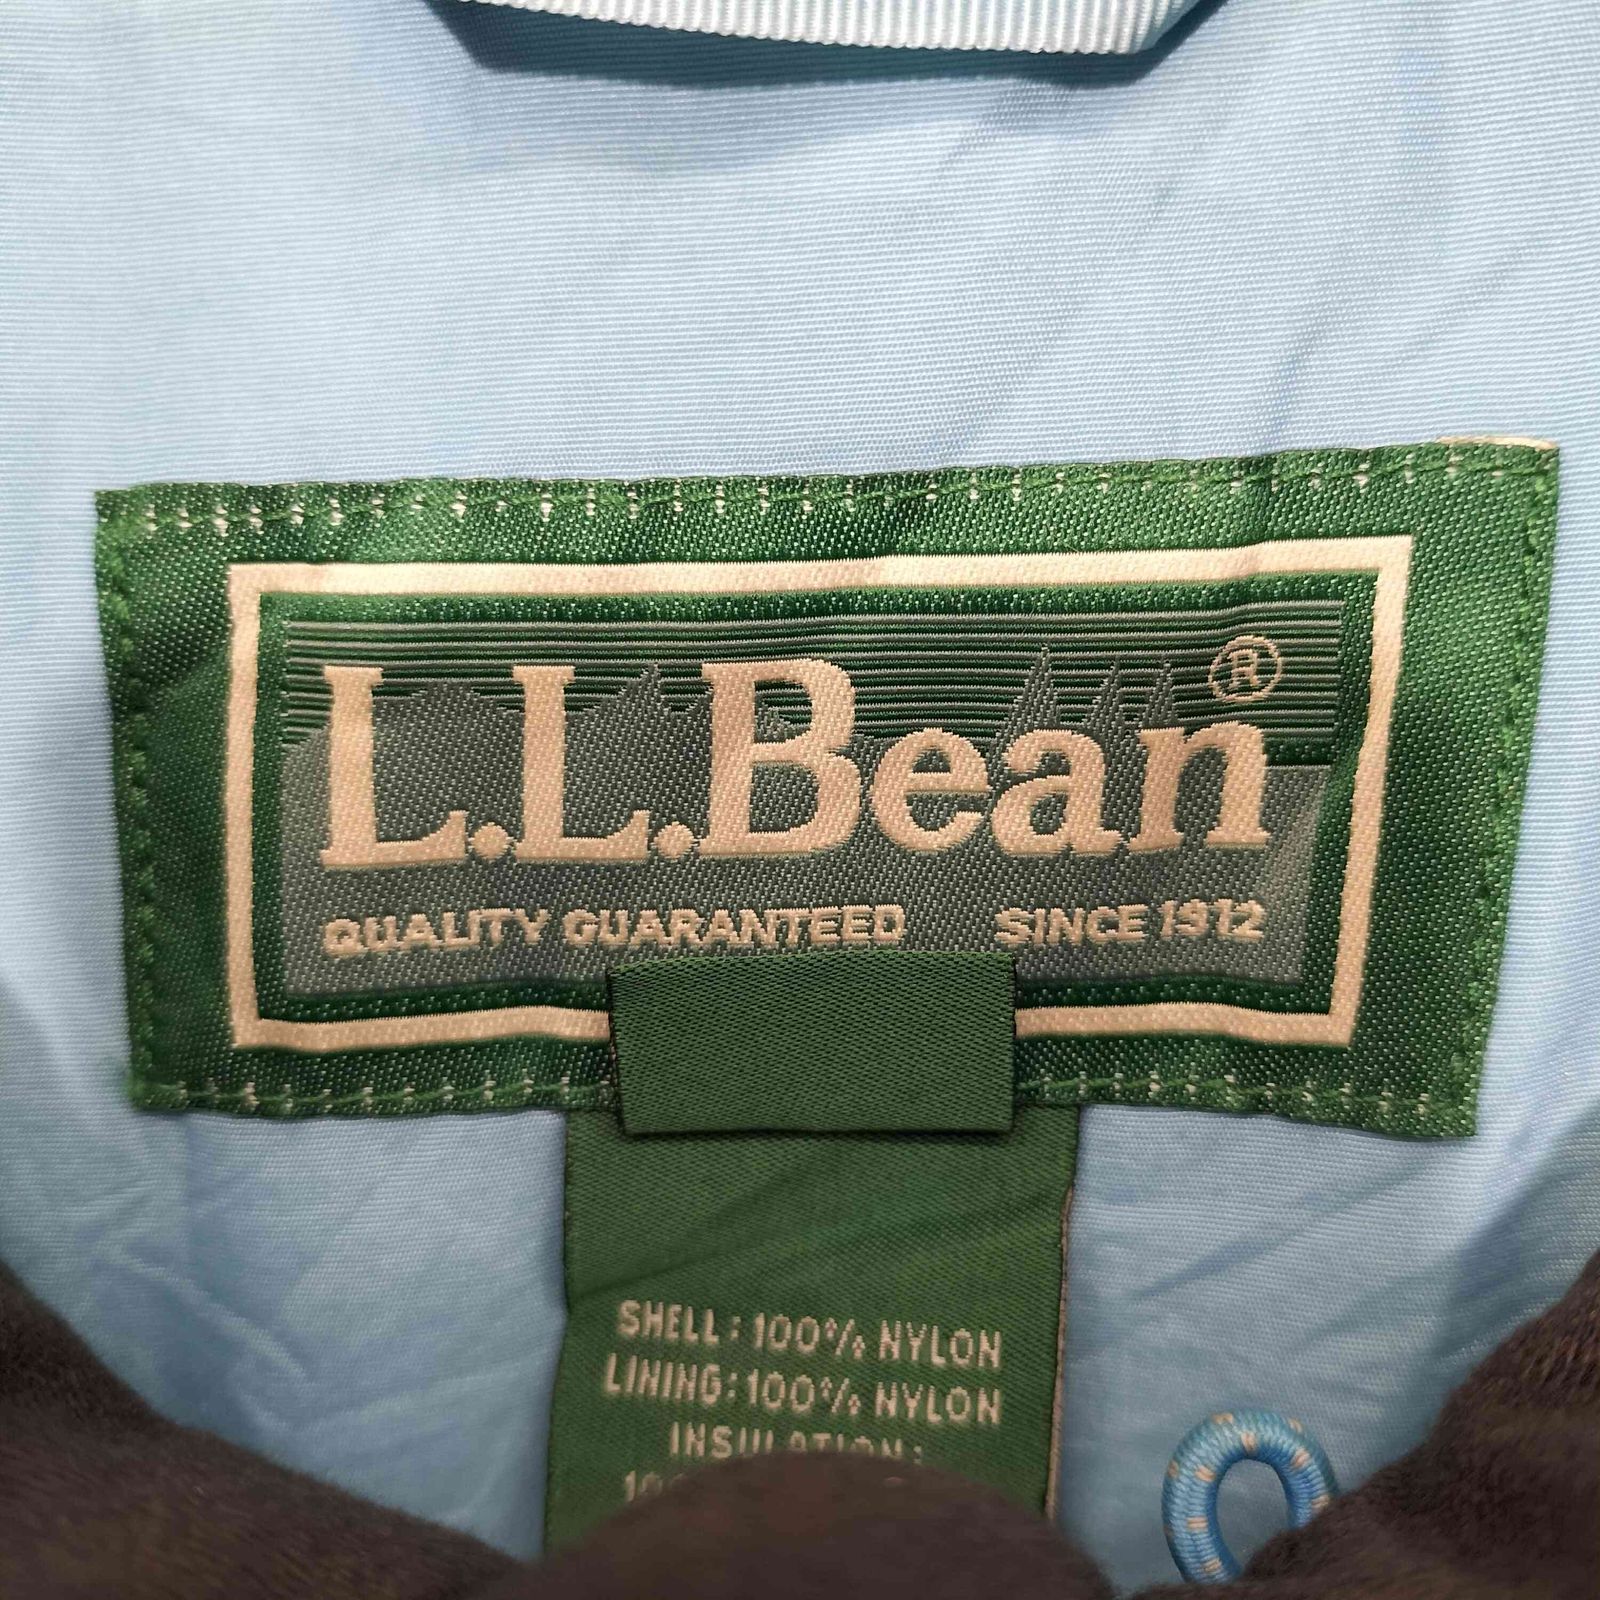 L.L.Bean®
QUALITY GUARANTEED SINCE 1912
SHELL: 100% NYLON
LINING: 100% NYLON
INSULATION: